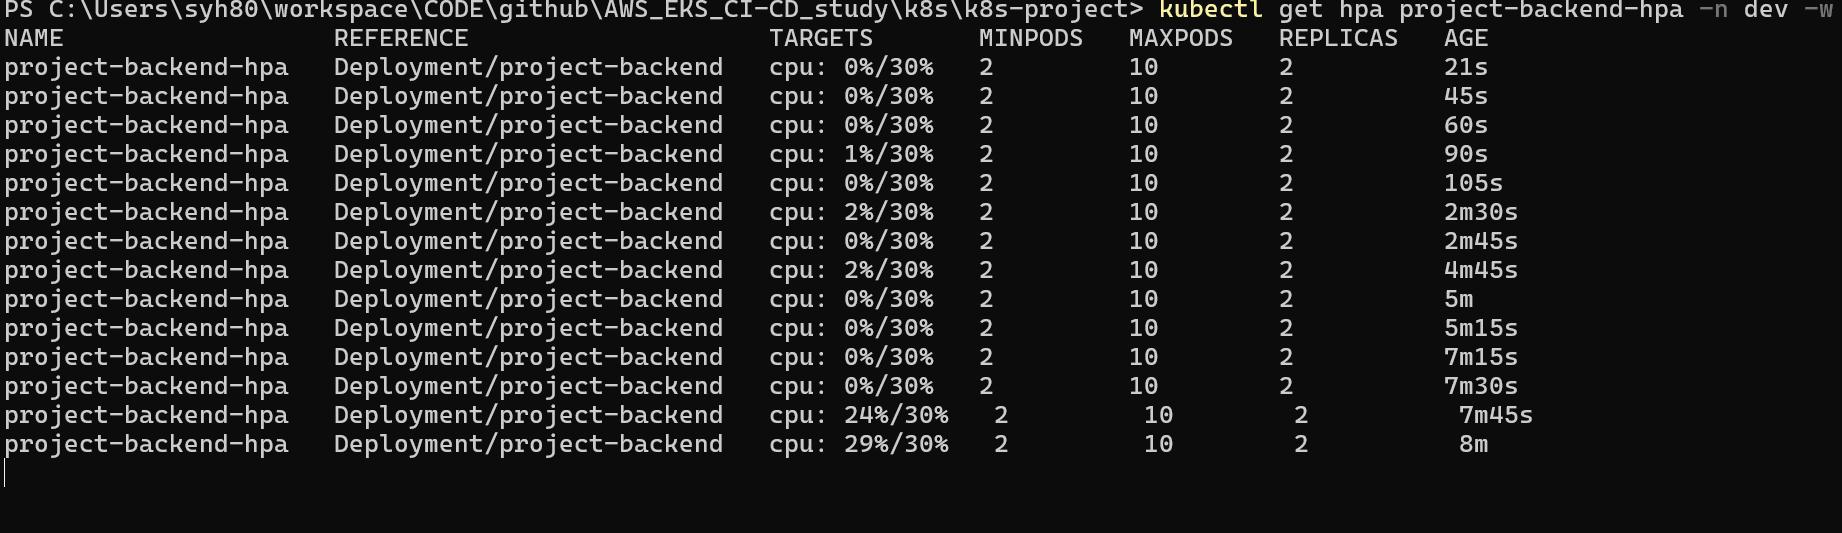 PS C:\Users\syh80\workspace\CODE\github\AWS_EKS_CI-CD_study\k8s\k8s-project> kubectl get hpa project-backend-hpa -n dev -w
NAME REFERENCE TARGETS MINPODS MAXPODS REPLICAS AGE
project-backend-hpa Deployment/project-backend cpu: 0%/30% 2 10 2 21s
project-backend-hpa Deployment/project-backend cpu: 0%/30% 2 10 2 45s
project-backend-hpa Deployment/project-backend cpu: 0%/30% 2 10 2 60s
project-backend-hpa Deployment/project-backend cpu: 1%/30% 2 10 2 90s
project-backend-hpa Deployment/project-backend cpu: 0%/30% 2 10 2 105s
project-backend-hpa Deployment/project-backend cpu: 2%/30% 2 10 2 2m30s
project-backend-hpa Deployment/project-backend cpu: 0%/30% 2 10 2 2m45s
project-backend-hpa Deployment/project-backend cpu: 2%/30% 2 10 2 4m45s
project-backend-hpa Deployment/project-backend cpu: 0%/30% 2 10 2 5m
project-backend-hpa Deployment/project-backend cpu: 0%/30% 2 10 2 5m15s
project-backend-hpa Deployment/project-backend cpu: 0%/30% 2 10 2 7m15s
project-backend-hpa Deployment/project-backend cpu: 0%/30% 2 10 2 7m30s
project-backend-hpa Deployment/project-backend cpu: 24%/30% 2 10 2 7m45s
project-backend-hpa Deployment/project-backend cpu: 29%/30% 2 10 2 8m